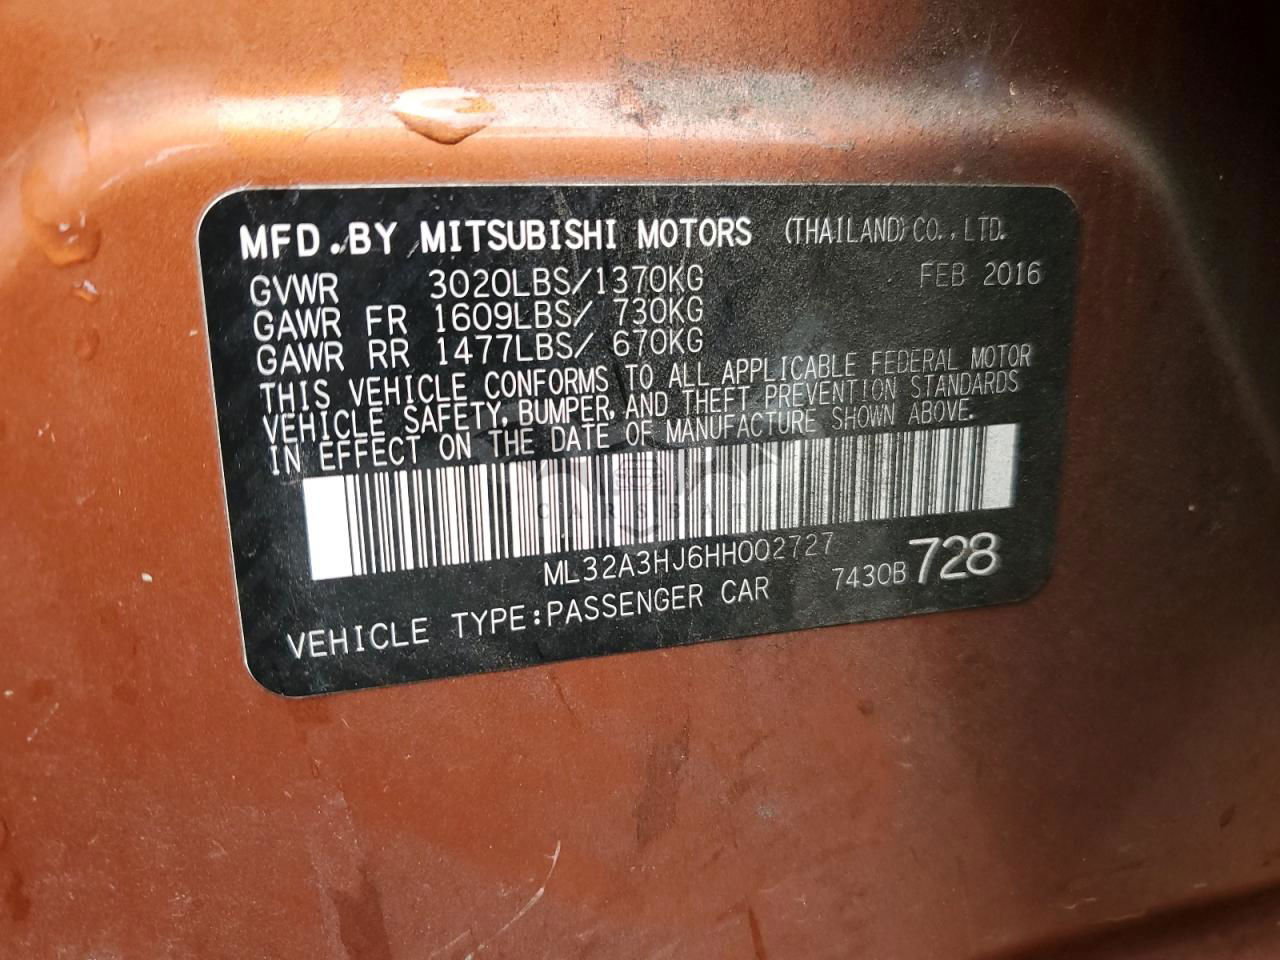 MFD.BY MITSUBISHI MOTORS (THAILAND)CO.,LTD.
GVWR 3020LBS/1370KG FEB 2016
GAWR FR 1609LBS/ 730KG
GAWR RR 1477LBS/ 670KG
THIS VEHICLE CONFORMS TO ALL APPLICABLE FEDERAL MOTOR
VEHICLE SAFETY, BUMPER, AND THEFT PREVENTION STANDARDS
IN EFFECT ON THE DATE OF MANUFACTURE SHOWN ABOVE.
ML32A3HJ6HH002727
VEHICLE TYPE:PASSENGER CAR 7430B 728